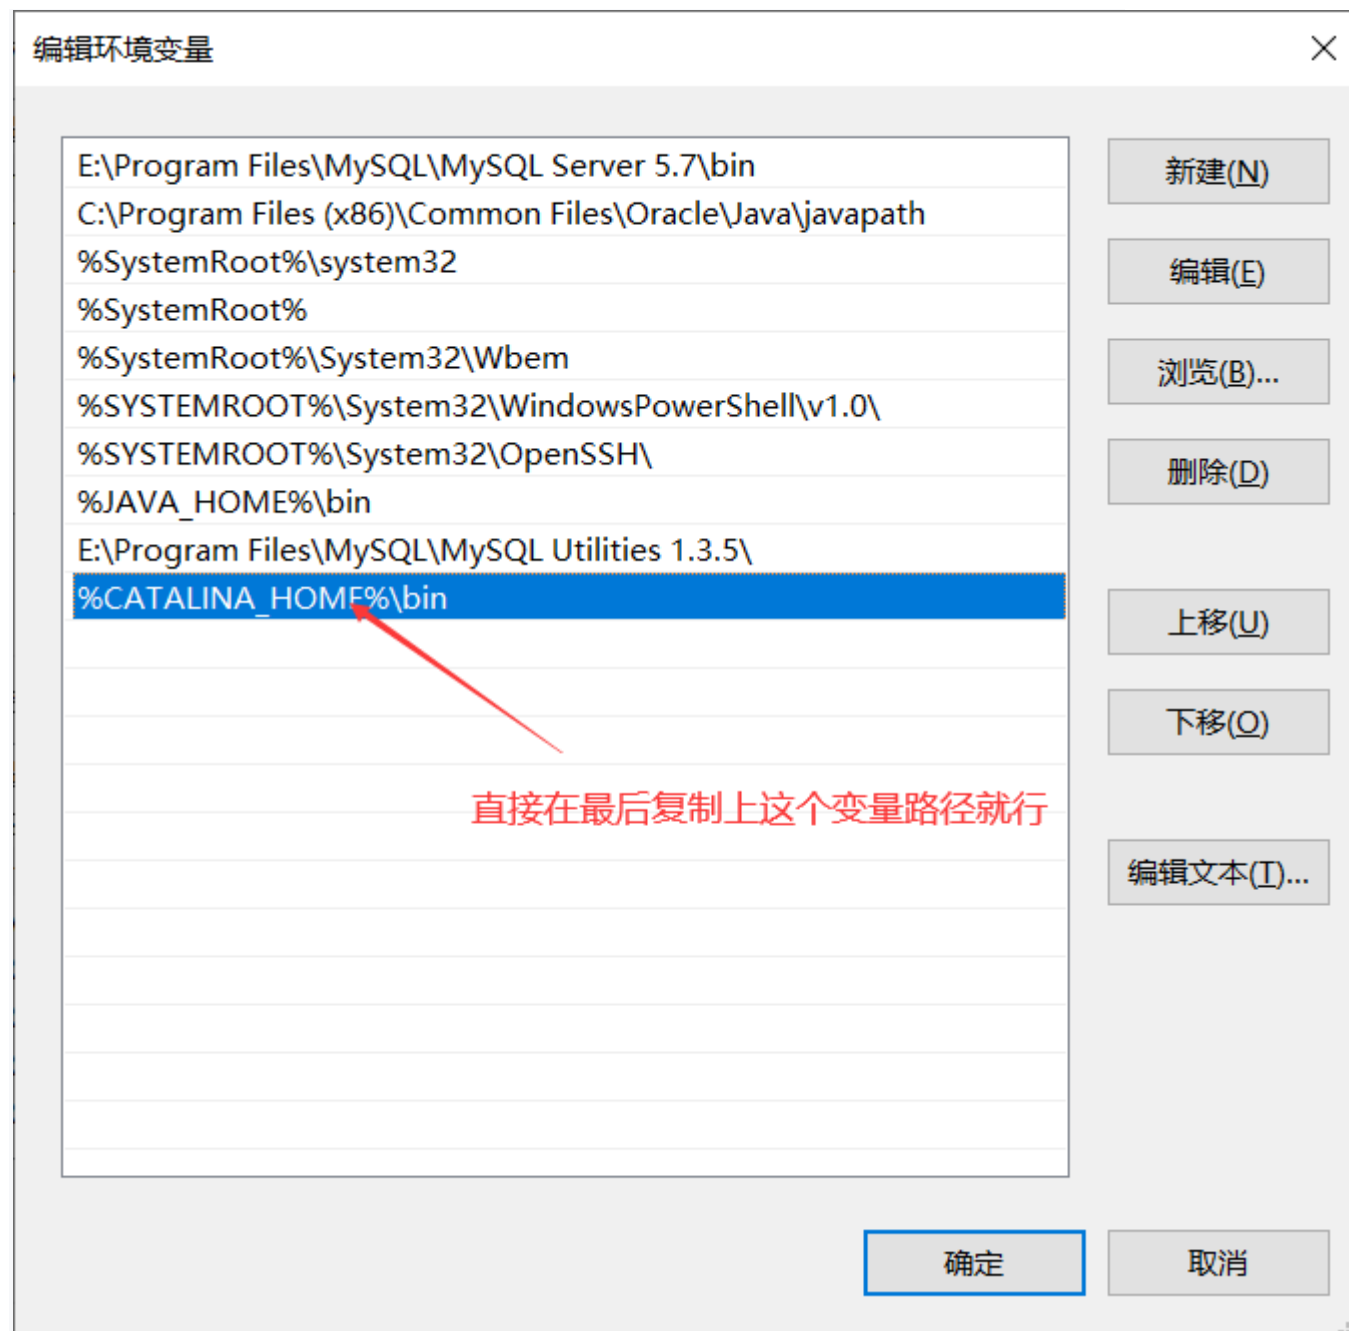 编辑环境变量
E:\Program Files\MySQL\MySQL Server 5.7\bin
C:\Program Files (x86)\Common Files\Oracle\Java\javapath
%SystemRoot%\system32
%SystemRoot%
%SystemRoot%\System32\Wbem
%SYSTEMROOT%\System32\WindowsPowerShell\v1.0\
%SYSTEMROOT%\System32\OpenSSH\
%JAVA_HOME%\bin
E:\Program Files\MySQL\MySQL Utilities 1.3.5\
%CATALINA_HOME%\bin
直接在最后复制上这个变量路径就行
新建(N)
编辑(E)
浏览(B)...
删除(D)
上移(U)
下移(O)
编辑文本(T)...
确定
取消